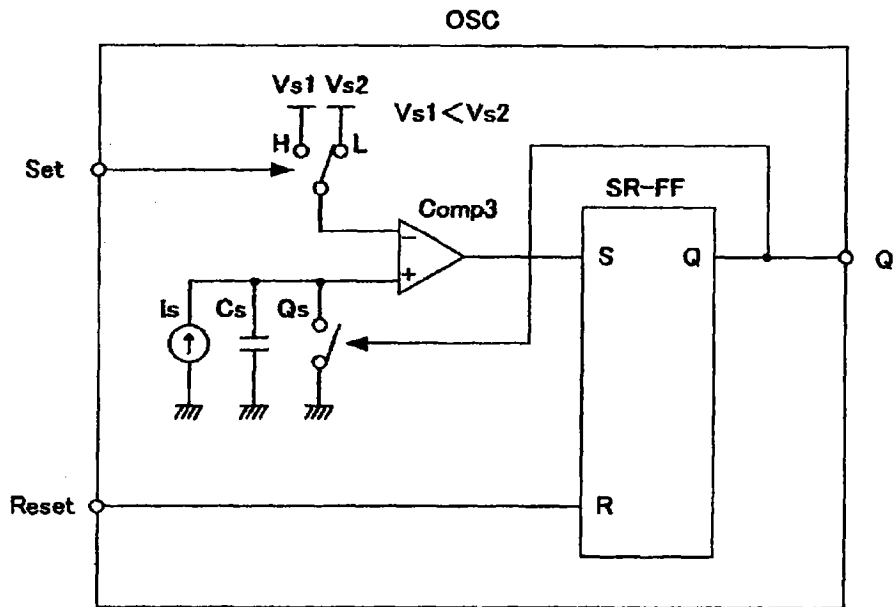 OSC
Vs1 Vs2
Vs1<Vs2
H L
Set
SR-FF
Comp3
−
+
S Q
Q
Is Cs Qs
Reset
R